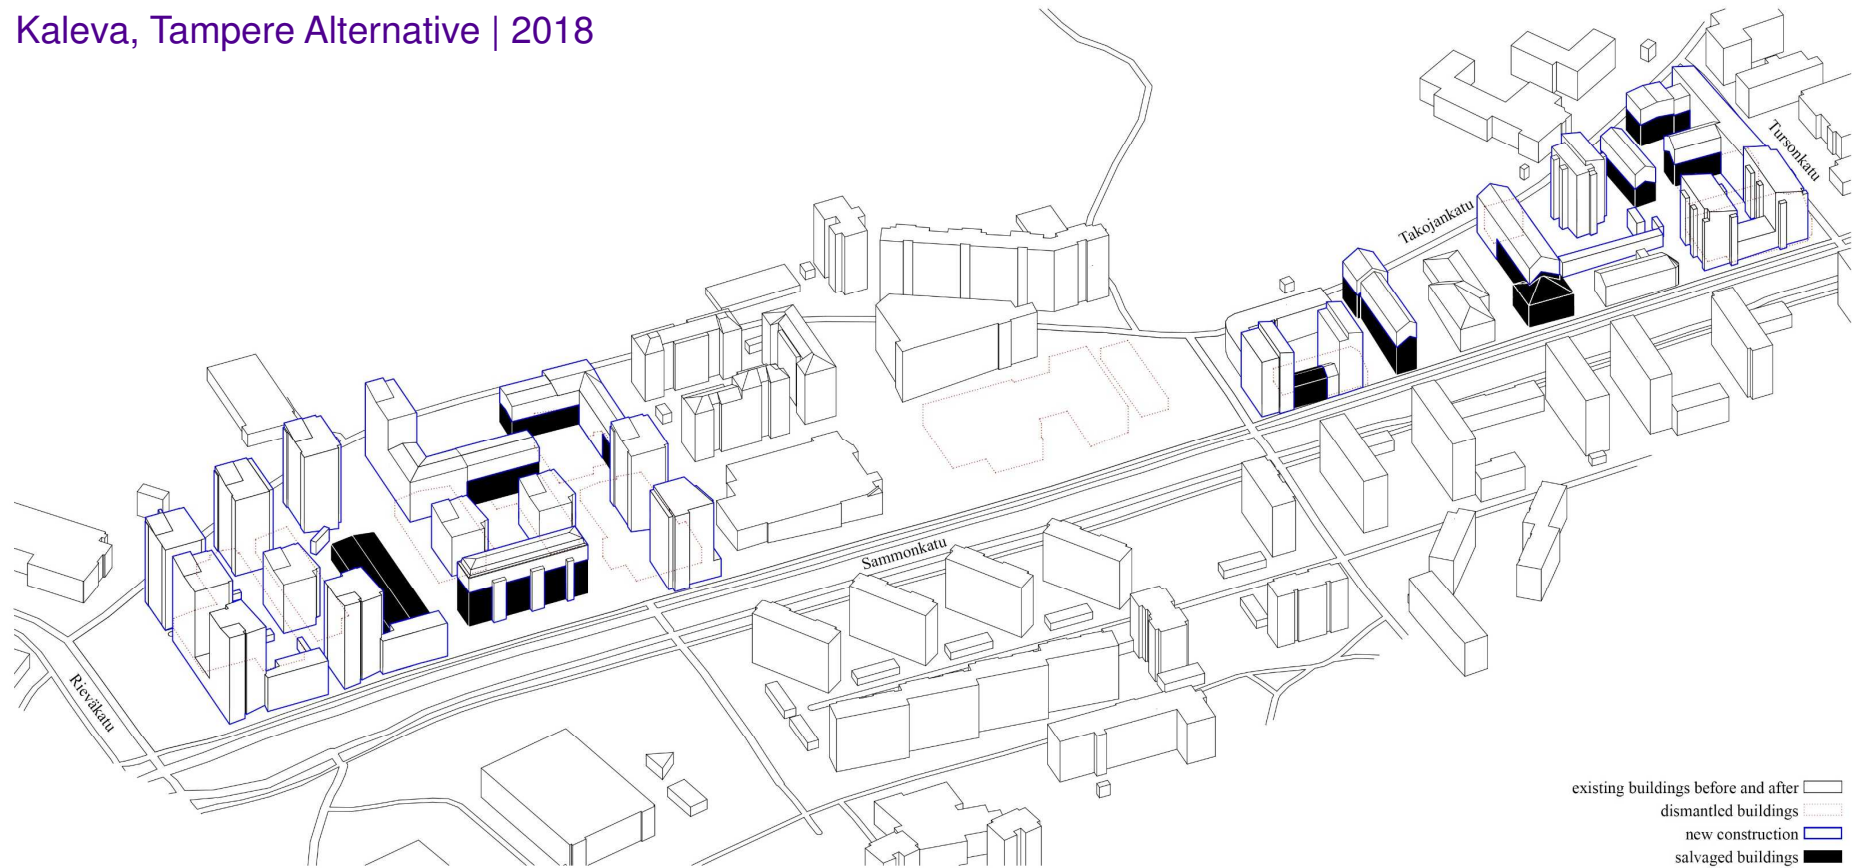 Kaleva, Tampere Alternative | 2018
Tursonkatu
Takojankatu
Sammonkatu
Rieväkatu
existing buildings before and after
dismantled buildings
new construction
salvaged buildings